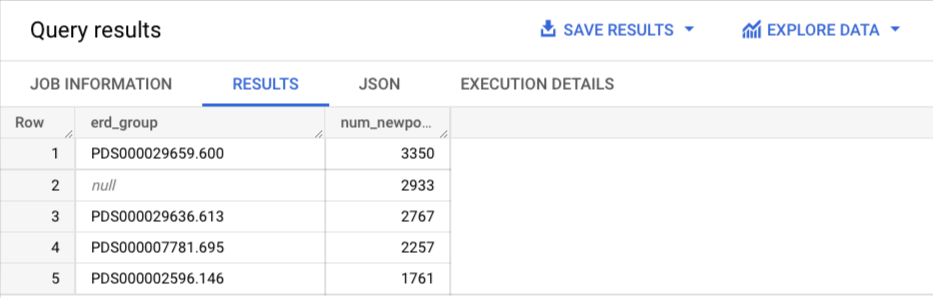 Query results
SAVE RESULTS
EXPLORE DATA
JOB INFORMATION RESULTS JSON EXECUTION DETAILS
Row erd_group num_newpo...
1 PDS000029659.600 3350
2 null 2933
3 PDS000029636.613 2767
4 PDS000007781.695 2257
5 PDS000002596.146 1761